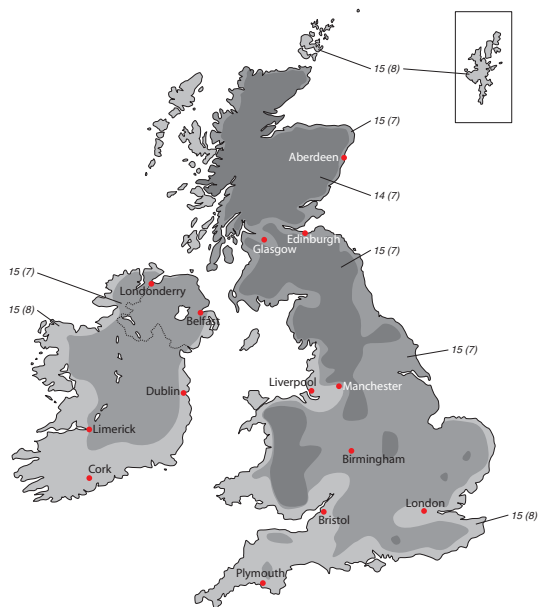 15 (8)
15 (7)
Aberdeen
14 (7)
Edinburgh
Glasgow
15 (7)
15 (7)
Londonderry
15 (8)
Belfast
15 (7)
Liverpool
Manchester
Dublin
Limerick
Birmingham
Cork
London
Bristol
15 (8)
Plymouth